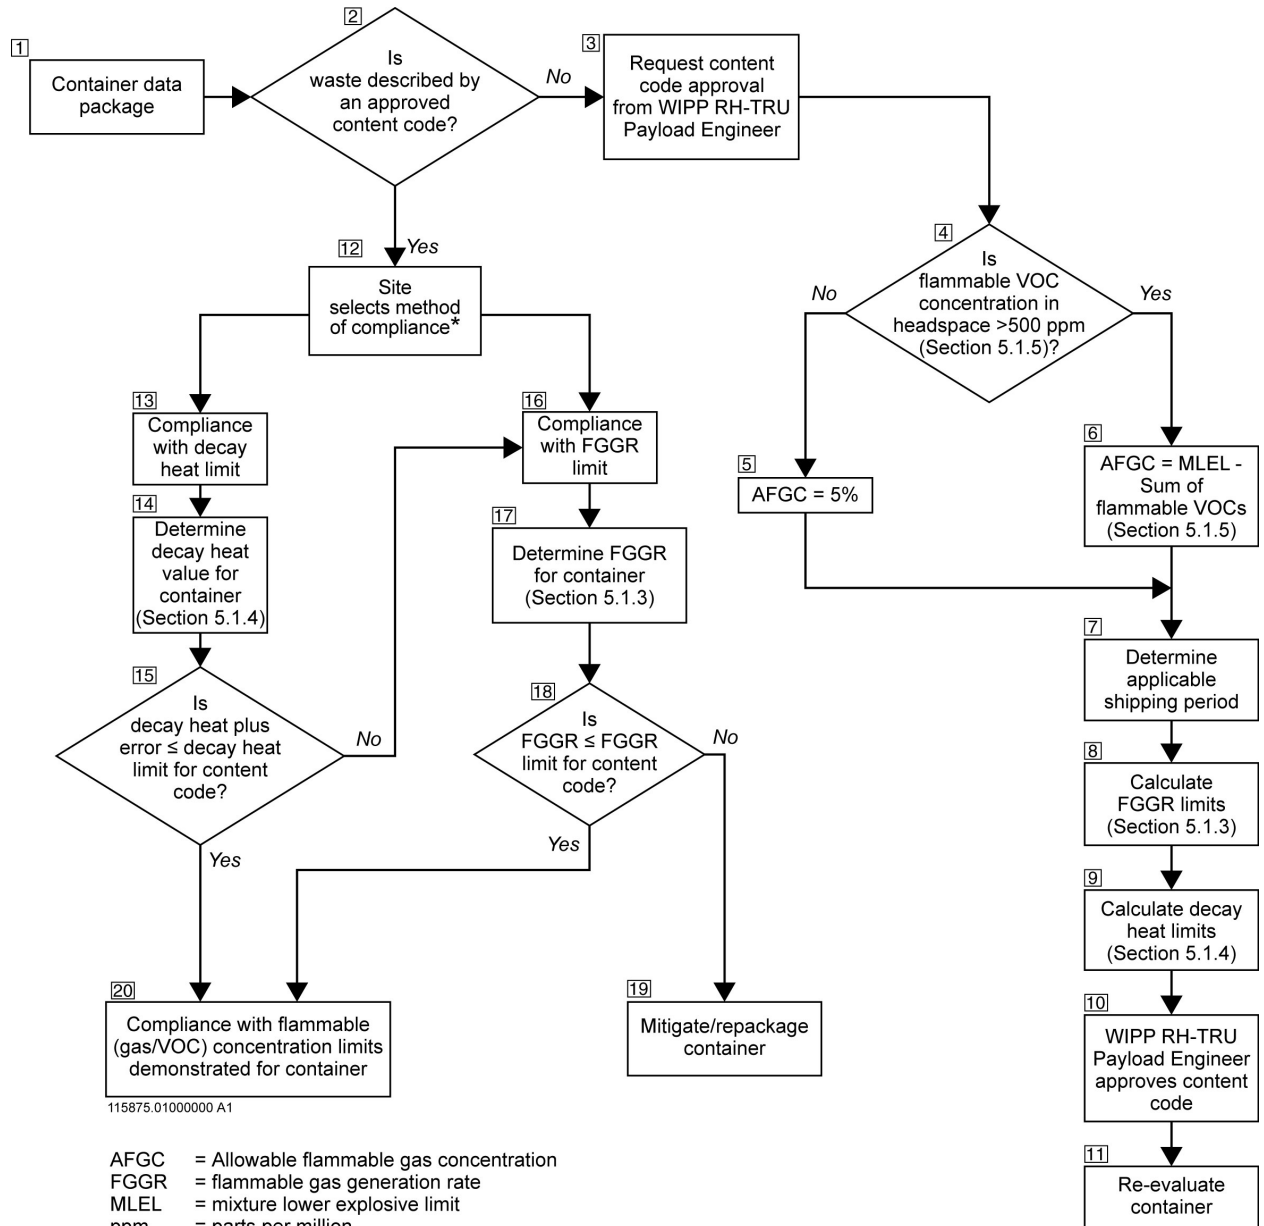 1
Container data
package
2
Is
waste described by
an approved
content code?
No
Yes
3
Request content
code approval
from WIPP RH-TRU
Payload Engineer
4
Is
flammable VOC
concentration in
headspace >500 ppm
(Section 5.1.5)?
No
Yes
5
AFGC = 5%
6
AFGC = MLEL -
Sum of
flammable VOCs
(Section 5.1.5)
7
Determine
applicable
shipping period
8
Calculate
FGGR limits
(Section 5.1.3)
9
Calculate decay
heat limits
(Section 5.1.4)
10
WIPP RH-TRU
Payload Engineer
approves content
code
11
Re-evaluate
container
12
Site
selects method
of compliance*
13
Compliance
with decay
heat limit
14
Determine
decay heat
value for
container
(Section 5.1.4)
15
Is
decay heat plus
error ≤ decay heat
limit for content
code?
No
Yes
16
Compliance
with FGGR
limit
17
Determine FGGR
for container
(Section 5.1.3)
18
Is
FGGR ≤ FGGR
limit for content
code?
No
Yes
19
Mitigate/repackage
container
20
Compliance with flammable
(gas/VOC) concentration limits
demonstrated for container
115875.01000000 A1
AFGC = Allowable flammable gas concentration
FGGR = flammable gas generation rate
MLEL = mixture lower explosive limit
ppm = parts per million